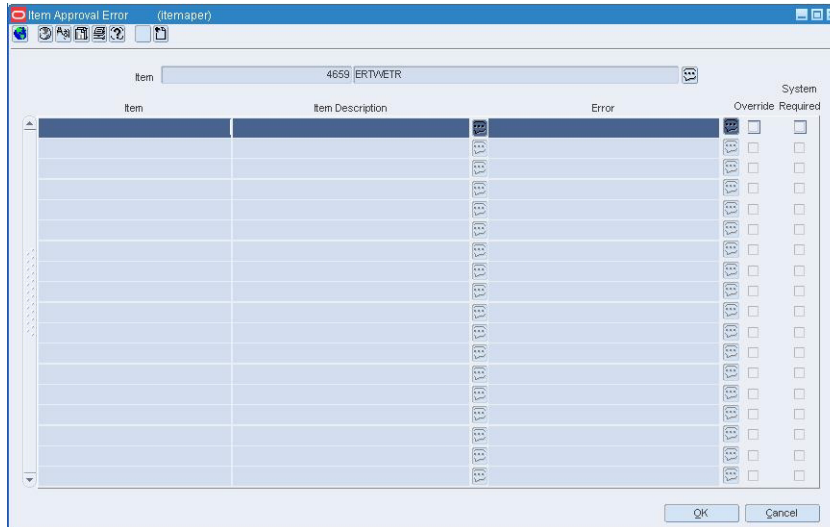 Item Approval Error (itemaper)
Item 4659 ERTWETR
System
Item Item Description Error Override Required
OK Cancel